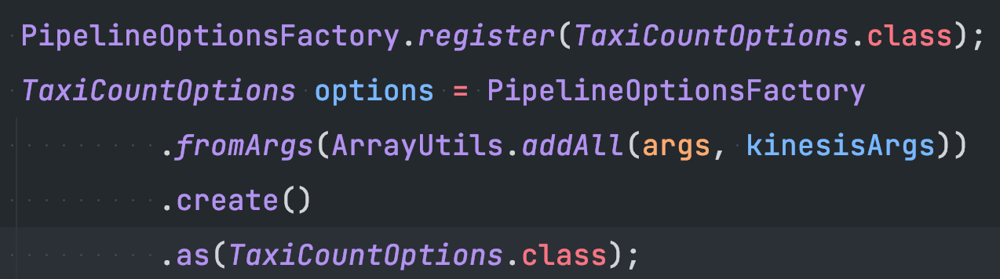 PipelineOptionsFactory.register(TaxiCountOptions.class);
TaxiCountOptions options = PipelineOptionsFactory
.fromArgs(ArrayUtils.addAll(args, kinesisArgs))
.create()
.as(TaxiCountOptions.class);